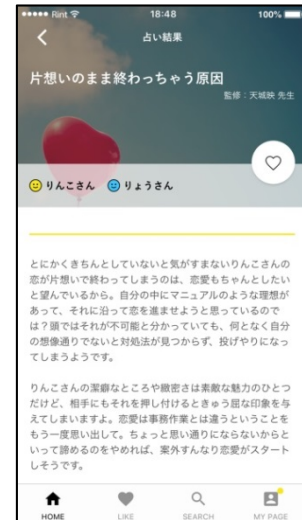 Rint 18:48 100%
占い結果
片想いのまま終わっちゃう原因
監修：天城映 先生
りんこさん りょうさん
とにかくきちんとしていないと気がすまないりんこさんの
恋が片想いで終わってしまうのは、恋愛もちゃんとしたい
と望んでいるから。自分の中にマニュアルのような理想が
あって、それに沿って恋を進ませようと思っているので
は？頭ではそれが不可能と分かっていても、何となく自分
の想像通りでないと対処法が見つからず、投げやりになっ
てしまうようです。
りんこさんの潔癖なところや緻密さは素敵な魅力のひとつ
だけど、相手にもそれを押し付けるときゅう屈な印象を与
えてしまいますよ。恋愛は事務作業とは違うということを
もう一度思い出して。ちょっと思い通りにならないからと
いって諦めるのをやめれば、案外すんなり恋愛がスタート
しそうです。
HOME LIKE SEARCH MY PAGE